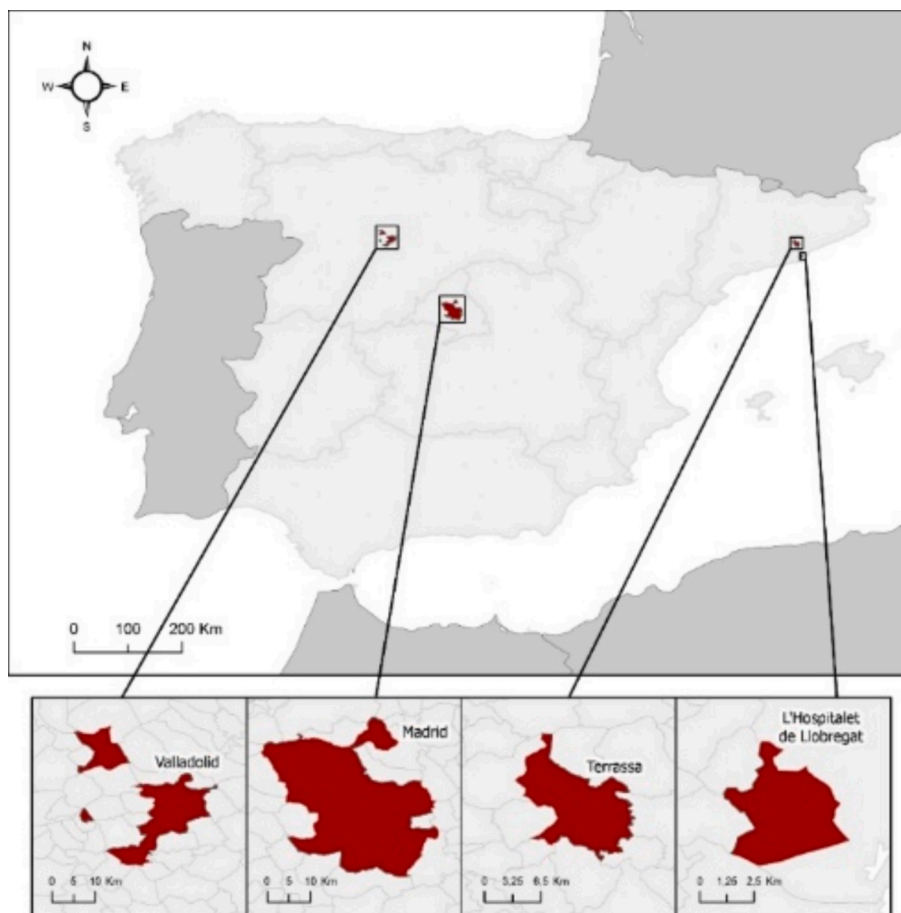 N
W E
S
0 100 200 Km
Valladolid
0 5 10 Km
Madrid
0 5 10 Km
Terrassa
0 3.25 6.5 Km
L'Hospitalet
de Llobregat
0 1.25 2.5 Km